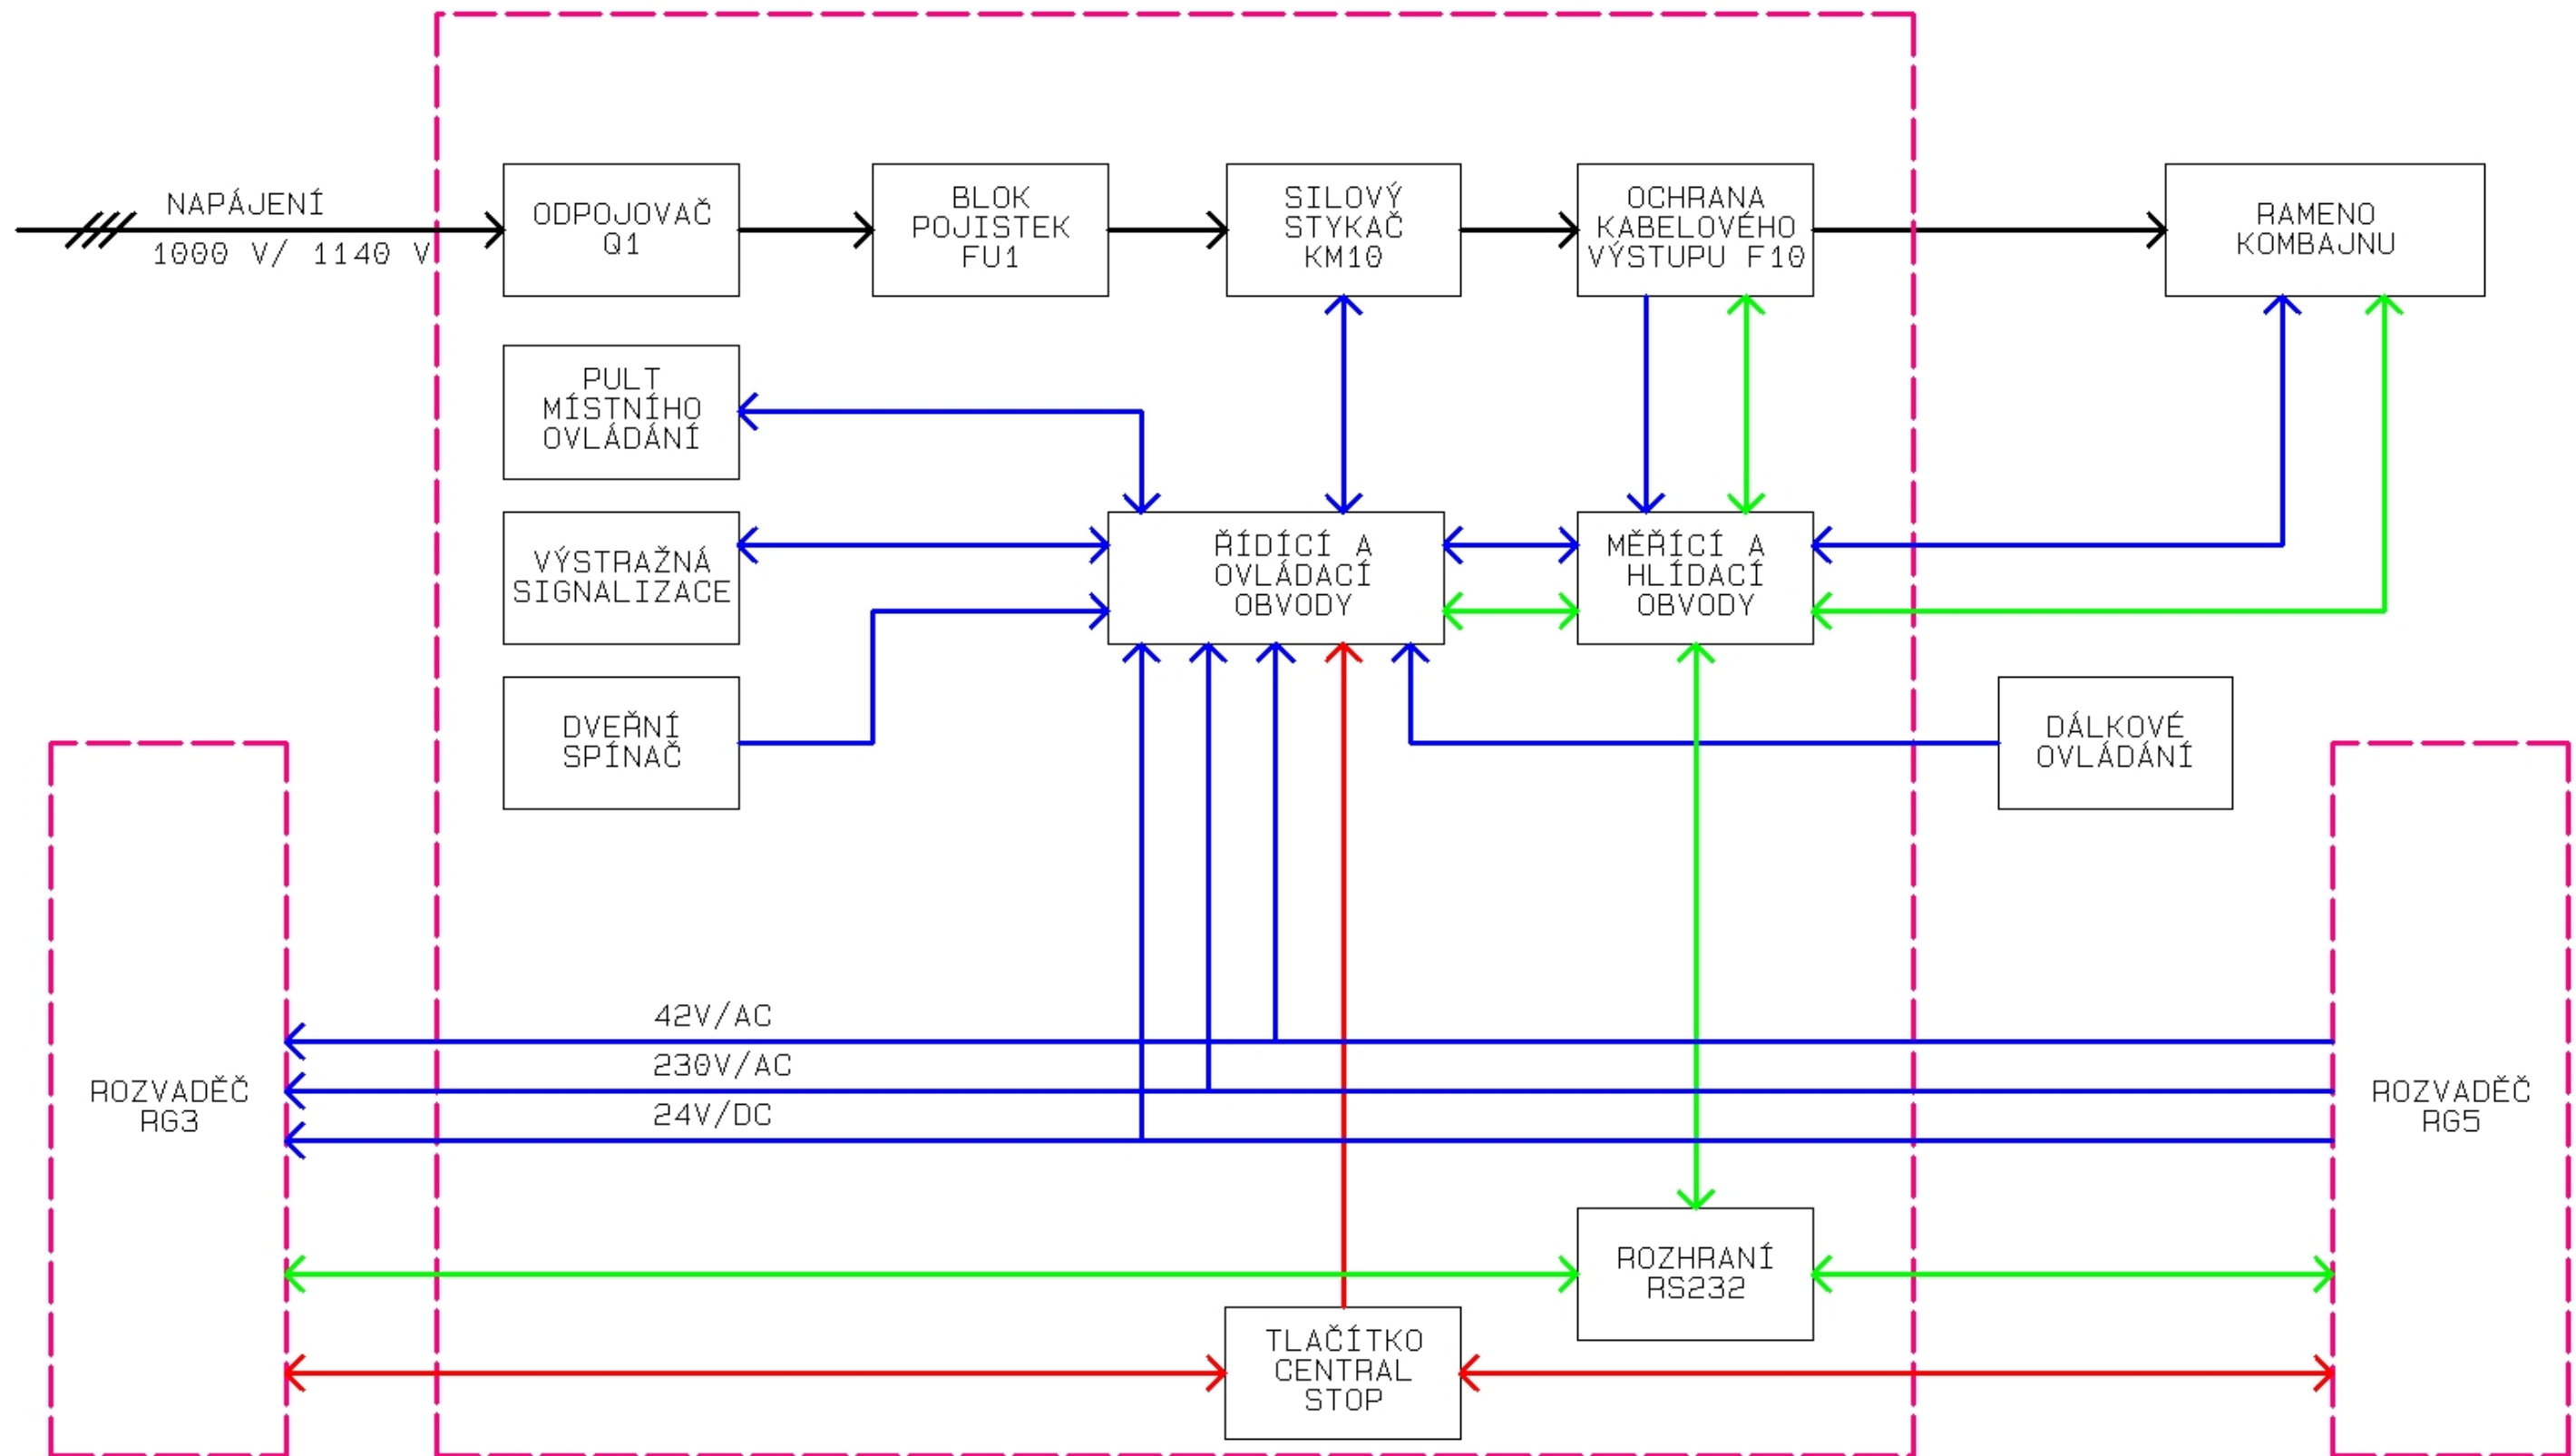 NAPÁJENÍ
1000 V/ 1140 V
ODPOJOVAČ
Q1
BLOK
POJISTEK
FU1
SILOVÝ
STYKAČ
KM10
OCHRANA
KABELOVÉHO
VÝSTUPU F10
RAMENO
KOMBAJNU
PULT
MÍSTNÍHO
OVLÁDÁNÍ
VÝSTRAŽNÁ
SIGNALIZACE
ŘÍDÍCÍ A
OVLÁDACÍ
OBVODY
MĚŘÍCÍ A
HLÍDACÍ
OBVODY
DVEŘNÍ
SPÍNAČ
DÁLKOVÉ
OVLÁDÁNÍ
42V/AC
230V/AC
24V/DC
ROZVADĚČ
RG3
ROZVADĚČ
RG5
ROZHRANÍ
RS232
TLAČÍTKO
CENTRAL
STOP